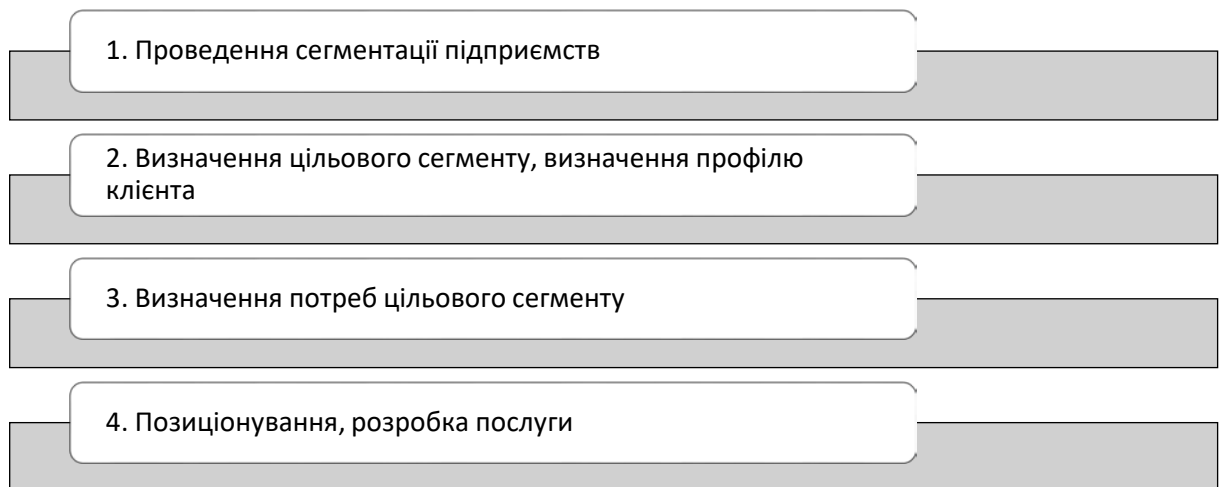 1. Проведення сегментації підприємств
2. Визначення цільового сегменту, визначення профілю
клієнта
3. Визначення потреб цільового сегменту
4. Позиціонування, розробка послуги